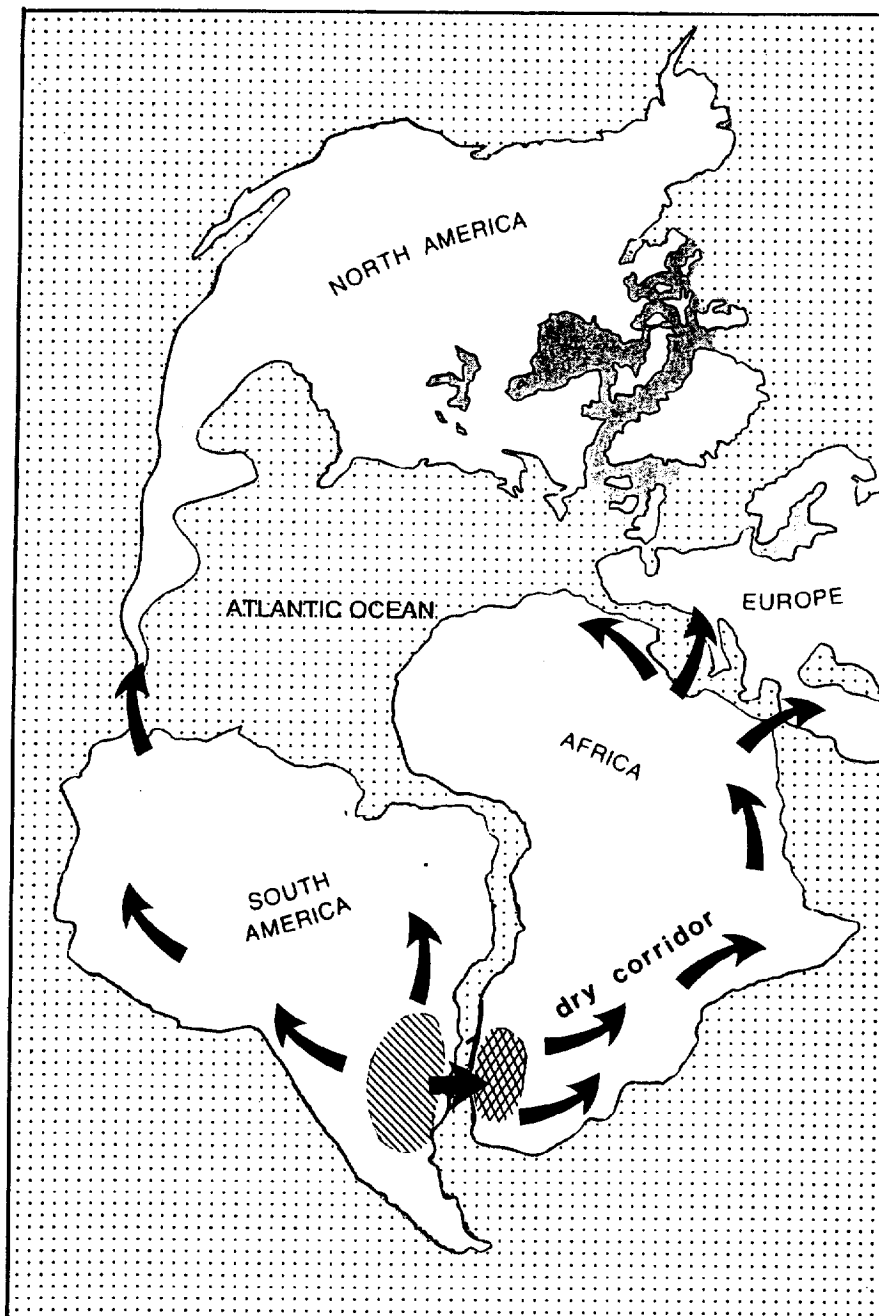 NORTH AMERICA
ATLANTIC OCEAN
EUROPE
AFRICA
SOUTH
AMERICA
dry corridor